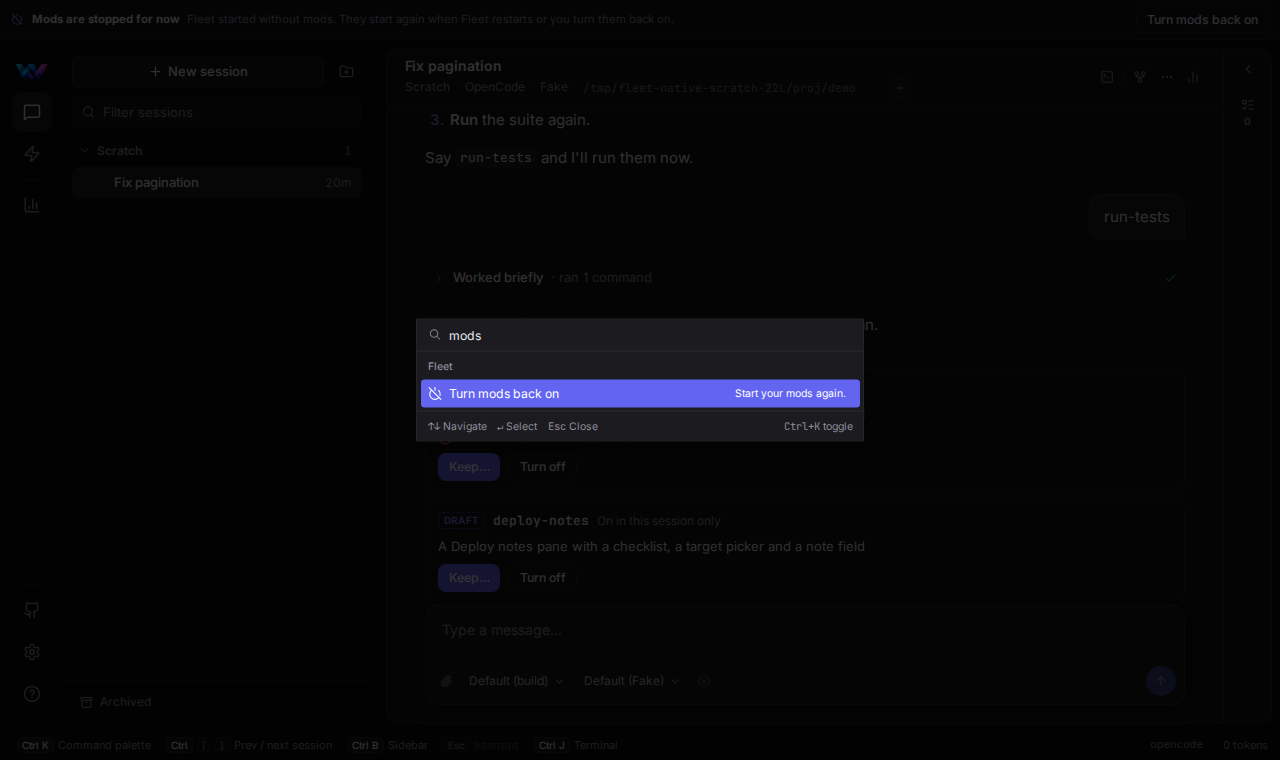 Mods are stopped for now Fleet started without mods. They start again when Fleet restarts or you turn them back on. Turn mods back on
New session
Filter sessions
Scratch 1
Fix pagination 20m
Archived
Fix pagination
Scratch · OpenCode · Fake /tmp/fleet-native-scratch-22L/proj/demo
0
3. Run the suite again.
Say run-tests and I'll run them now.
run-tests
Worked briefly · ran 1 command
n.
mods
Fleet
Turn mods back on Start your mods again.
Navigate Select Esc Close Ctrl+K toggle
Keep... Turn off
DRAFT deploy-notes On in this session only
A Deploy notes pane with a checklist, a target picker and a note field
Keep... Turn off
Type a message...
Default (build) Default (Fake)
Ctrl K Command palette Ctrl [ ] Prev / next session Ctrl B Sidebar Esc Interrupt Ctrl J Terminal opencode 0 tokens